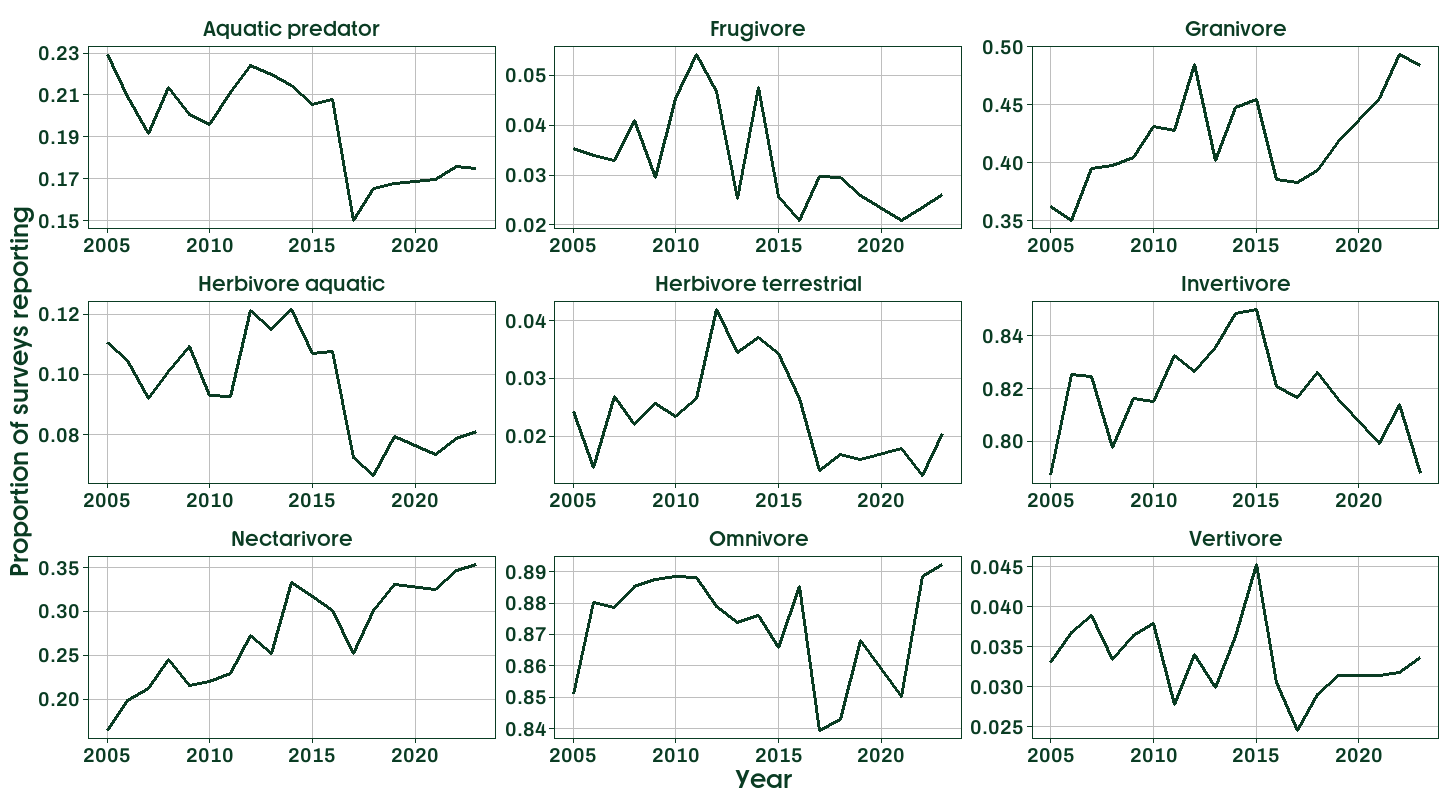 Aquatic predator
Frugivore
Granivore
0.23
0.21
0.19
0.17
0.15
0.05
0.04
0.03
0.02
0.50
0.45
0.40
0.35
2005 2010 2015 2020
2005 2010 2015 2020
2005 2010 2015 2020
Proportion of surveys reporting
Herbivore aquatic
Herbivore terrestrial
Invertivore
0.12
0.10
0.08
0.04
0.03
0.02
0.84
0.82
0.80
2005 2010 2015 2020
2005 2010 2015 2020
2005 2010 2015 2020
Nectarivore
Omnivore
Vertivore
0.35
0.30
0.25
0.20
0.89
0.88
0.87
0.86
0.85
0.84
0.045
0.040
0.035
0.030
0.025
2005 2010 2015 2020
2005 2010 2015 2020
2005 2010 2015 2020
Year